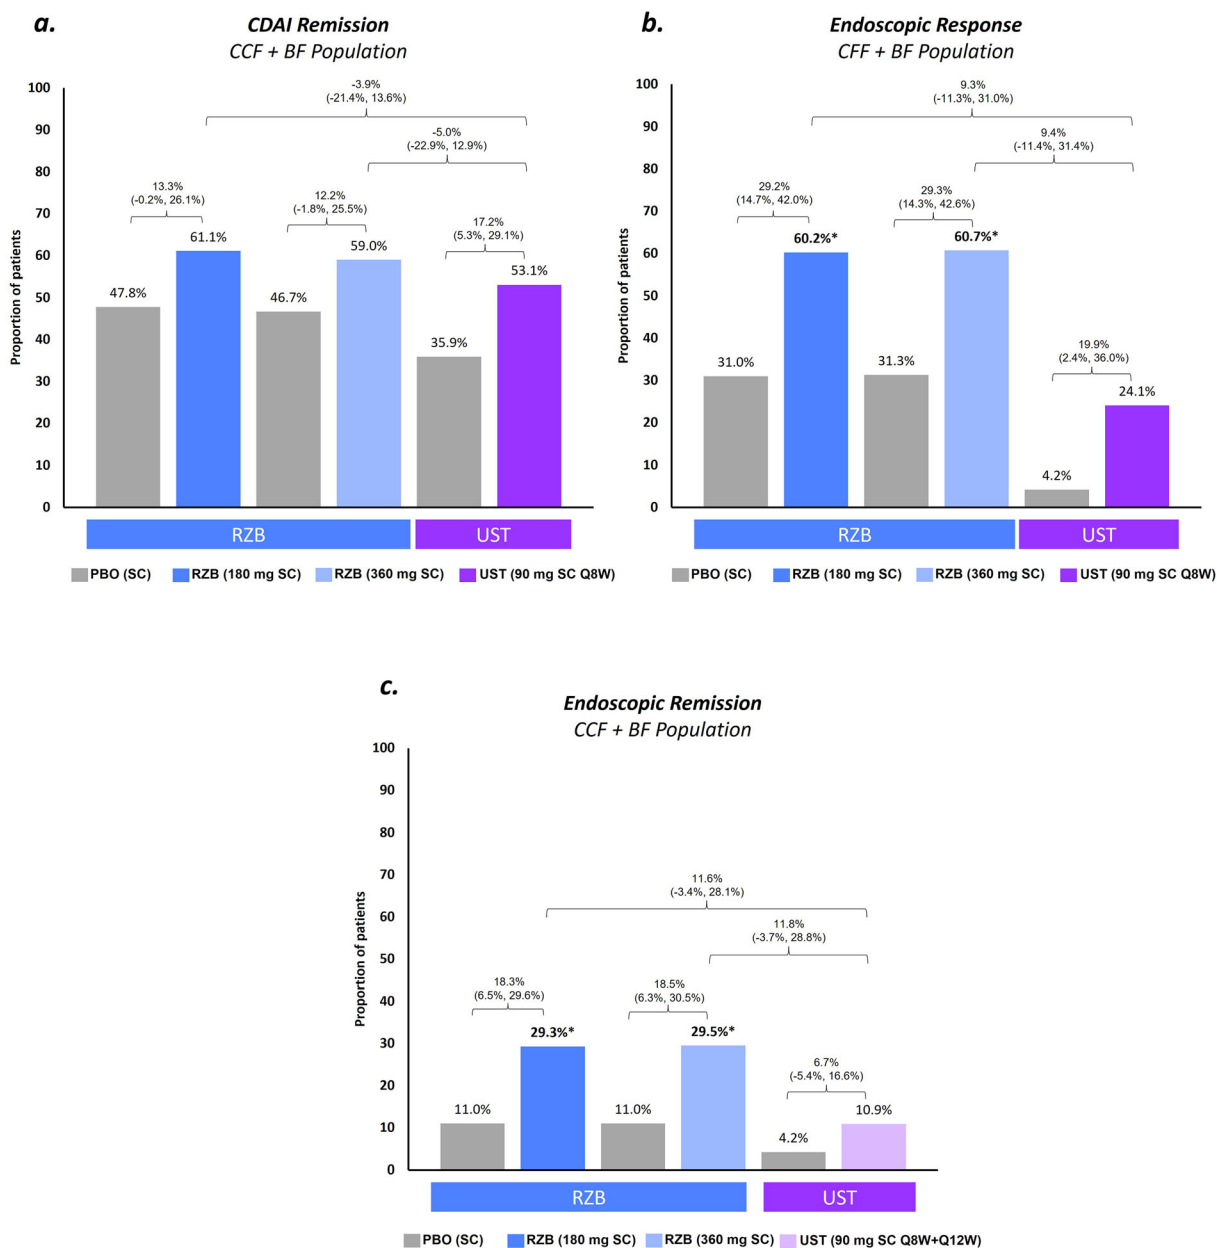 a.
CDAI Remission
CCF + BF Population
Proportion of patients
100
90
80
70
60
50
40
30
20
10
0
-3.9%
(-21.4%, 13.6%)
-5.0%
(-22.9%, 12.9%)
13.3%
(-0.2%, 26.1%)
12.2%
(-1.8%, 25.5%)
17.2%
(5.3%, 29.1%)
47.8%
61.1%
46.7%
59.0%
35.9%
53.1%
RZB
UST
PBO (SC)
RZB (180 mg SC)
RZB (360 mg SC)
UST (90 mg SC Q8W)
b.
Endoscopic Response
CFF + BF Population
Proportion of patients
100
90
80
70
60
50
40
30
20
10
0
9.3%
(-11.3%, 31.0%)
9.4%
(-11.4%, 31.4%)
29.2%
(14.7%, 42.0%)
29.3%
(14.3%, 42.6%)
19.9%
(2.4%, 36.0%)
31.0%
60.2%*
31.3%
60.7%*
4.2%
24.1%
RZB
UST
PBO (SC)
RZB (180 mg SC)
RZB (360 mg SC)
UST (90 mg SC Q8W)
c.
Endoscopic Remission
CCF + BF Population
Proportion of patients
100
90
80
70
60
50
40
30
20
10
0
11.6%
(-3.4%, 28.1%)
11.8%
(-3.7%, 28.8%)
18.3%
(6.5%, 29.6%)
18.5%
(6.3%, 30.5%)
6.7%
(-5.4%, 16.6%)
11.0%
29.3%*
11.0%
29.5%*
4.2%
10.9%
RZB
UST
PBO (SC)
RZB (180 mg SC)
RZB (360 mg SC)
UST (90 mg SC Q8W+Q12W)